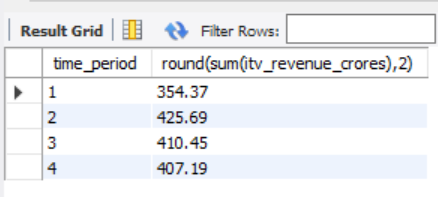 Result Grid Filter Rows:
time_period round(sum(itv_revenue_crores),2)
1 354.37
2 425.69
3 410.45
4 407.19